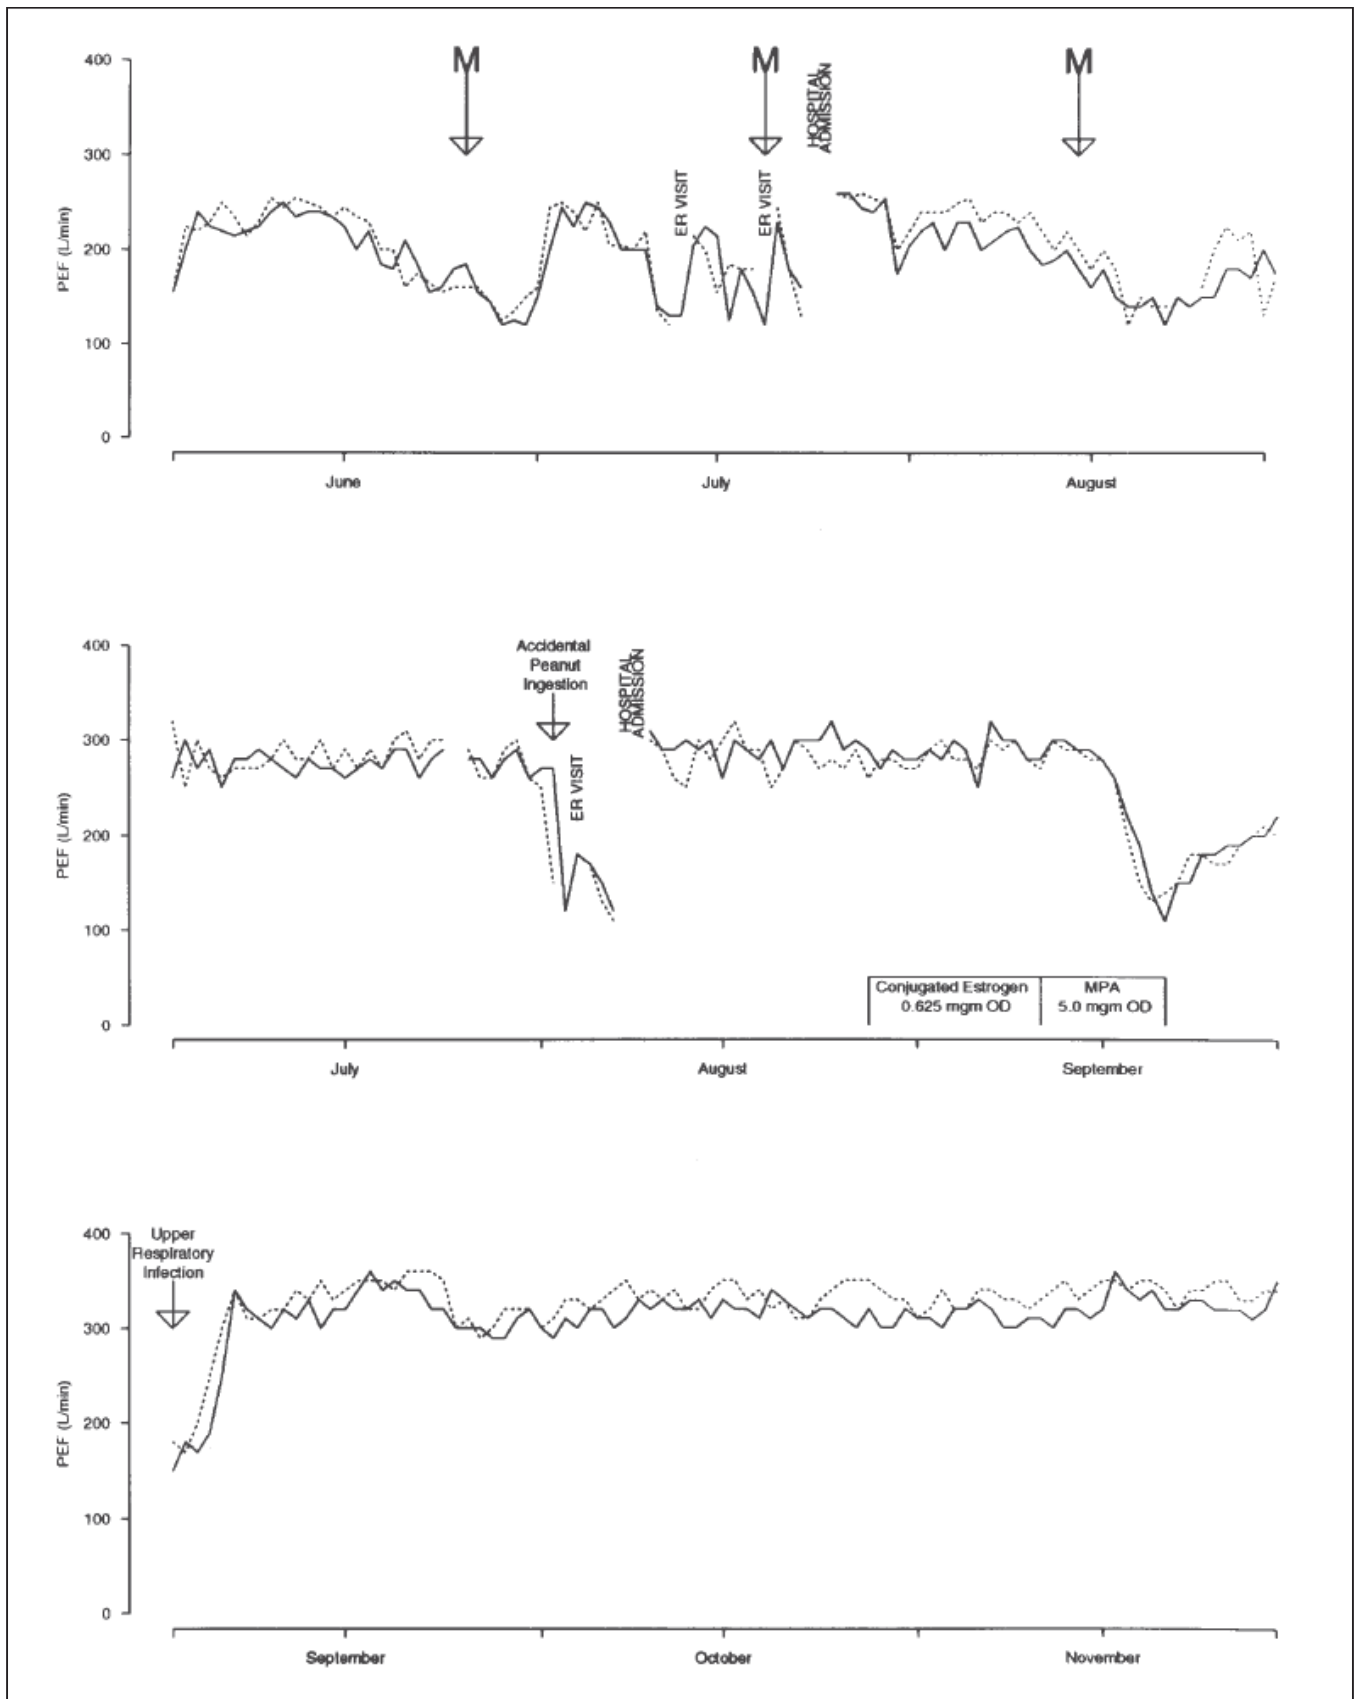 M
M
M
HOSPITAL
ADMISSION
400
300
200
100
0
PEF (L/min)
ER VISIT
ER VISIT
June
July
August
Accidental
Peanut
Ingestion
HOSPITAL
ADMISSION
400
300
200
100
0
PEF (L/min)
ER VISIT
Conjugated Estrogen
0.625 mgm OD
MPA
5.0 mgm OD
July
August
September
Upper
Respiratory
Infection
400
300
200
100
0
PEF (L/min)
September
October
November